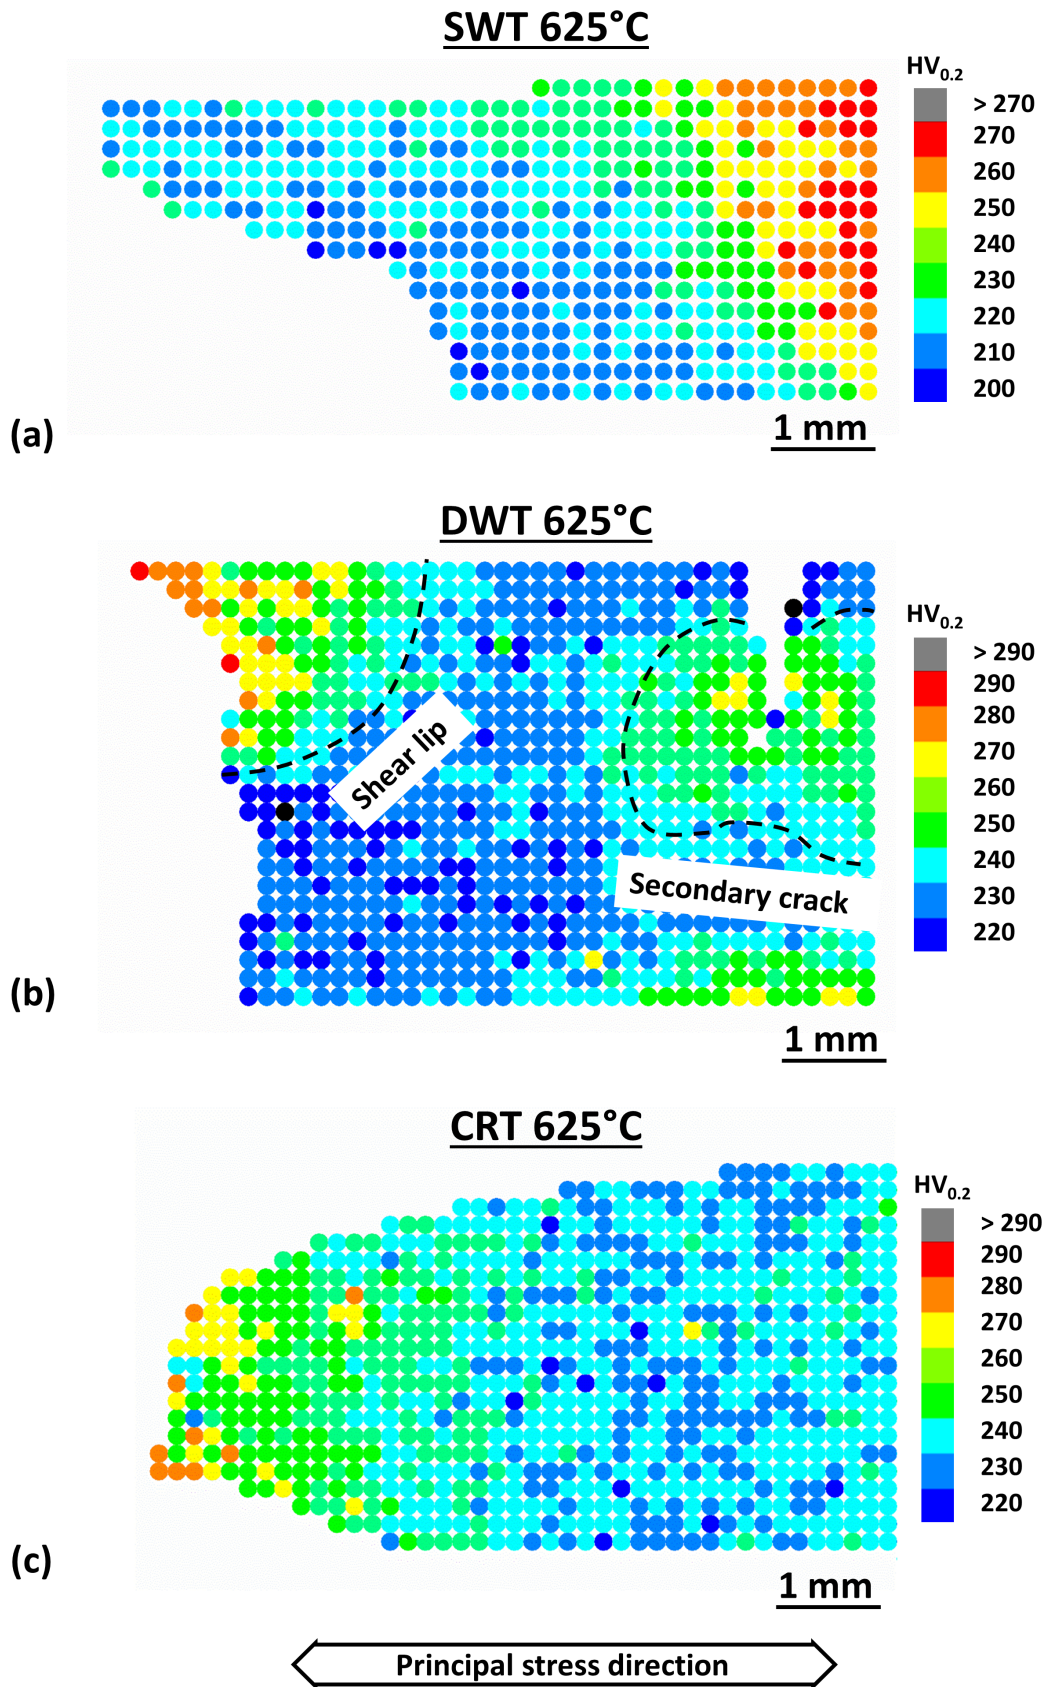 SWT 625°C
HV0.2
> 270
270
260
250
240
230
220
210
200
(a)
1 mm
DWT 625°C
HV0.2
> 290
290
280
270
260
250
240
230
220
Shear lip
Secondary crack
(b)
1 mm
CRT 625°C
HV0.2
> 290
290
280
270
260
250
240
230
220
(c)
1 mm
Principal stress direction